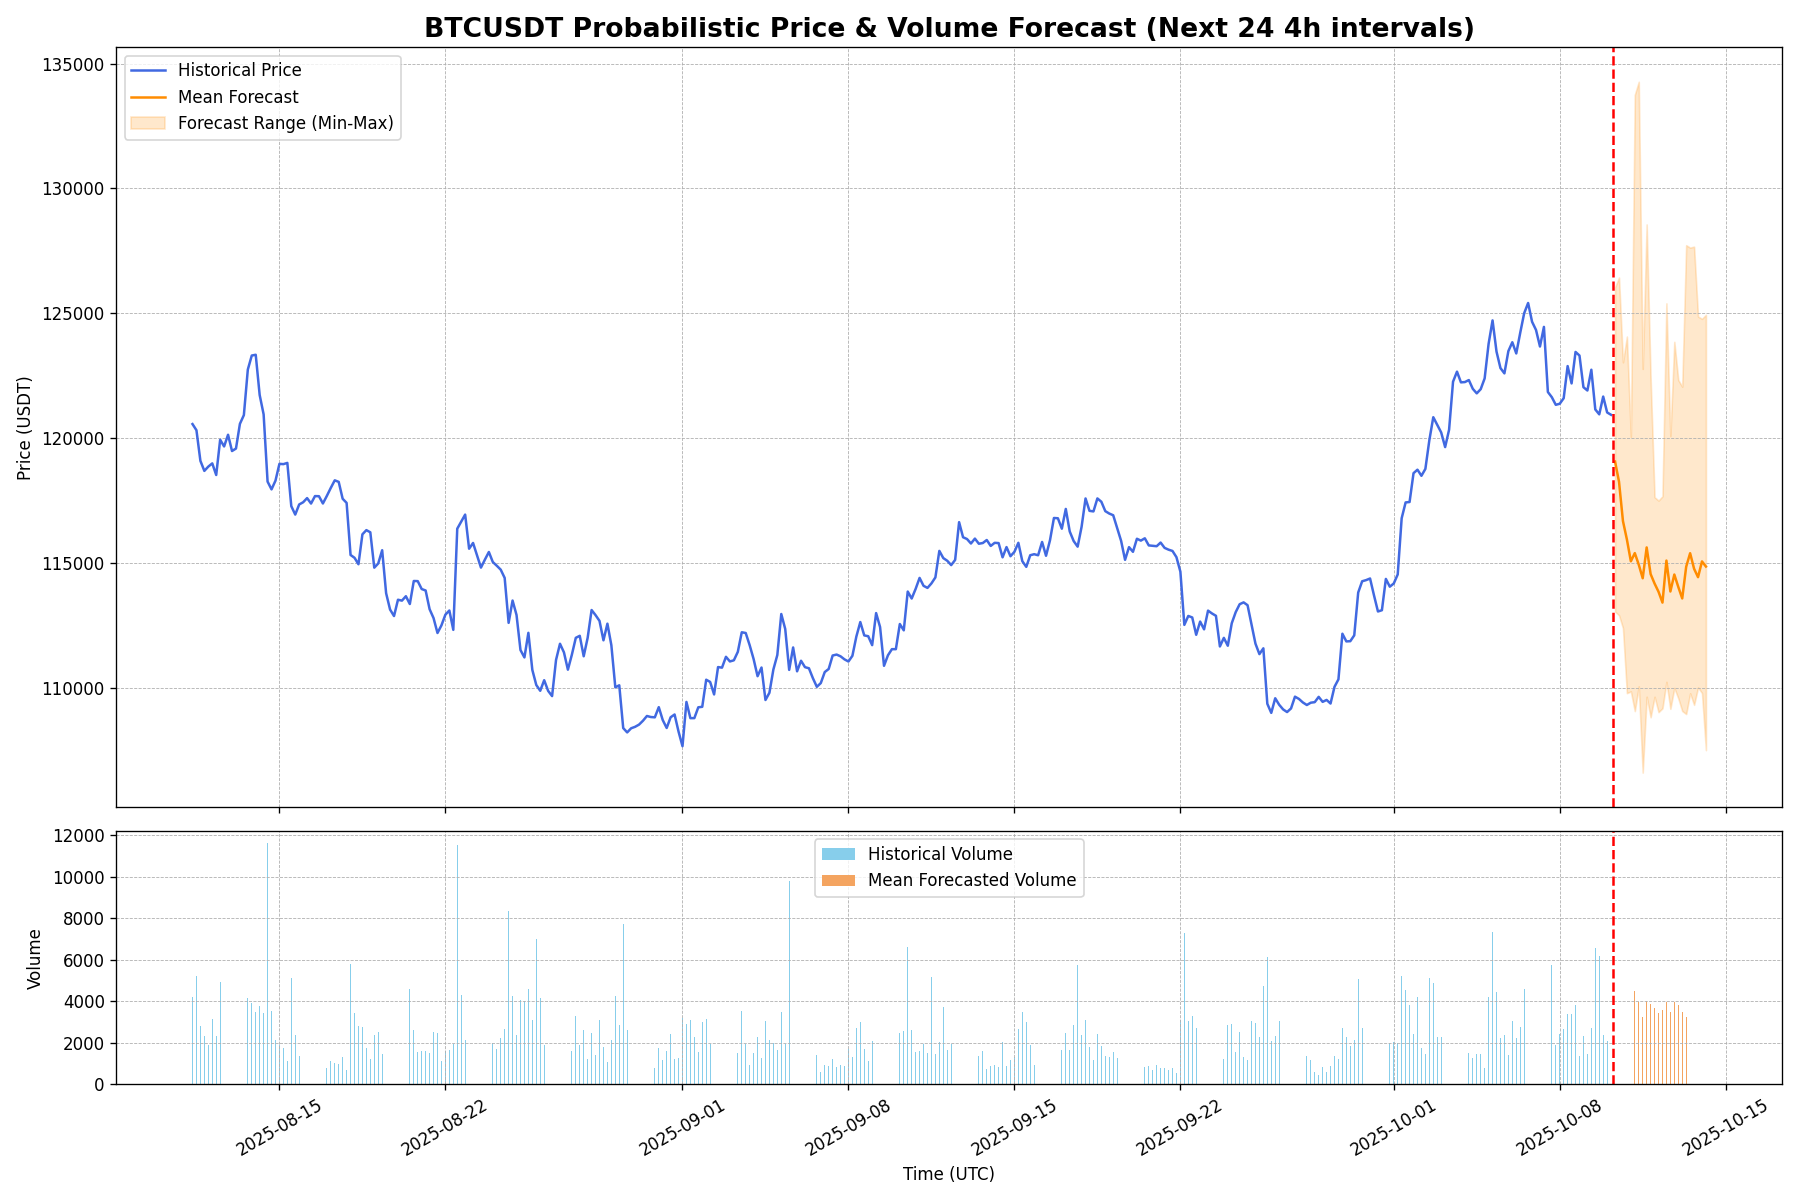 BTCUSDT Probabilistic Price & Volume Forecast (Next 24 4h intervals)
Historical Price
Mean Forecast
Forecast Range (Min-Max)
Price (USDT)
135000
130000
125000
120000
115000
110000
Historical Volume
Mean Forecasted Volume
Volume
12000
10000
8000
6000
4000
2000
0
2025-08-15
2025-08-22
2025-09-01
2025-09-08
2025-09-15
2025-09-22
2025-10-01
2025-10-08
2025-10-15
Time (UTC)